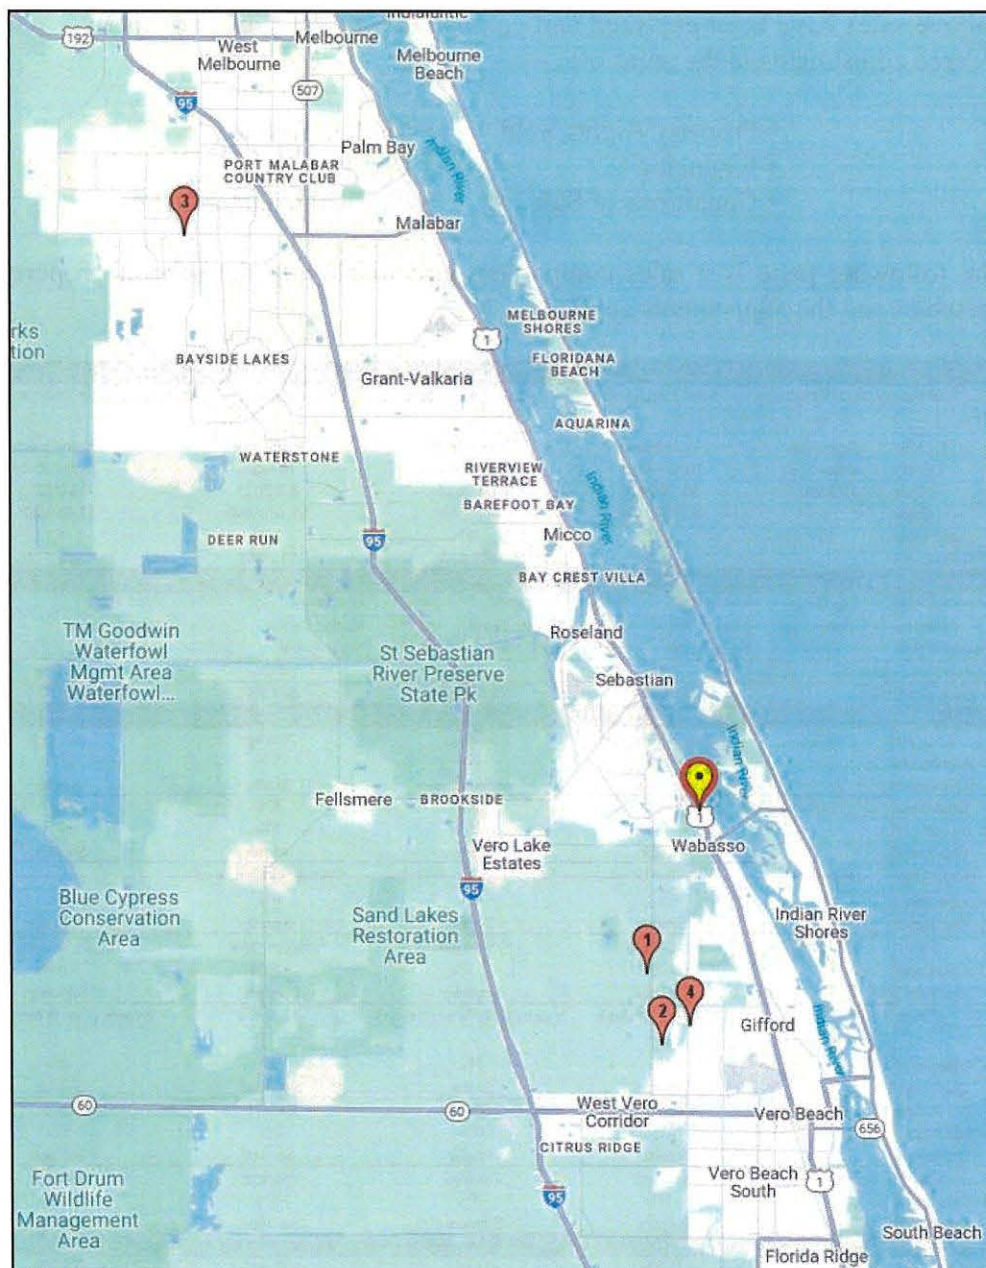 Indialantic
192
West
Melbourne
Melbourne
Melbourne
Beach
507
95
Palm Bay
Indian River
PORT MALABAR
COUNTRY CLUB
3
Malabar
MELBOURNE
SHORES
1
FLORIDANA
BEACH
BAYSIDE LAKES
Grant-Valkaria
AQUARINA
WATERSTONE
RIVERVIEW
TERRACE
BAREFOOT BAY
Indian River
Micco
95
DEER RUN
BAY CREST VILLA
TM Goodwin
Waterfowl
Mgmt Area
Waterfowl...
St Sebastian
River Preserve
State Pk
Roseland
Sebastian
Indian River
Fellsmere
BROOKSIDE
1
Wabasso
Vero Lake
Estates
95
Blue Cypress
Conservation
Area
Sand Lakes
Restoration
Area
Indian River
Shores
1
4
2
Gifford
Indian River
60
60
West Vero
Corridor
Vero Beach
656
CITRUS RIDGE
Fort Drum
Wildlife
Management
Area
95
Vero Beach
South
1
South Beach
Florida Ridge